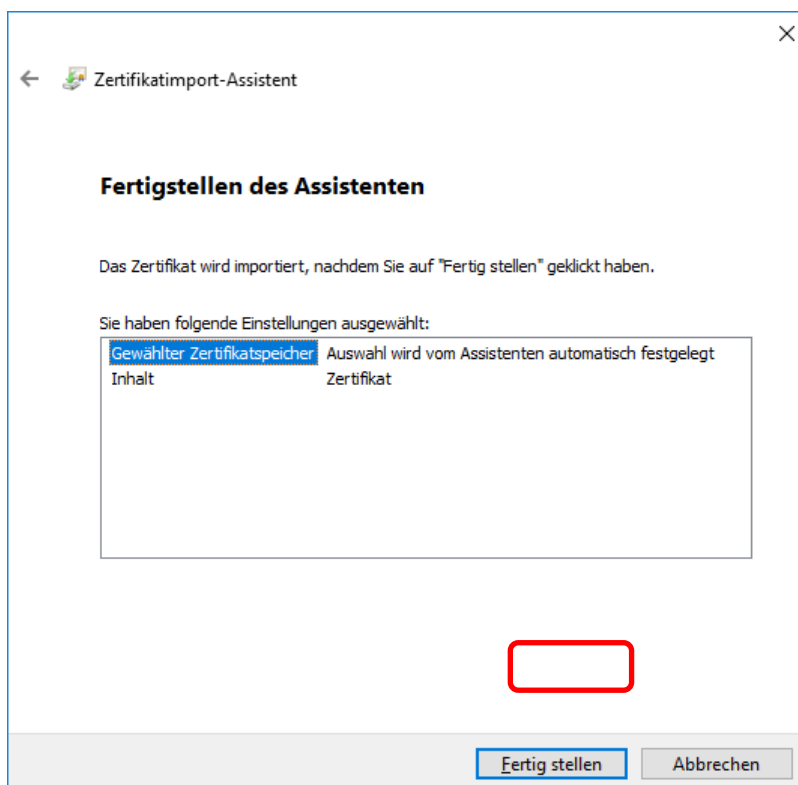 Zertifikatimport-Assistent
Fertigstellen des Assistenten
Das Zertifikat wird importiert, nachdem Sie auf "Fertig stellen" geklickt haben.
Sie haben folgende Einstellungen ausgewählt:
Gewählter Zertifikatspeicher Auswahl wird vom Assistenten automatisch festgelegt
Inhalt Zertifikat
Fertig stellen Abbrechen